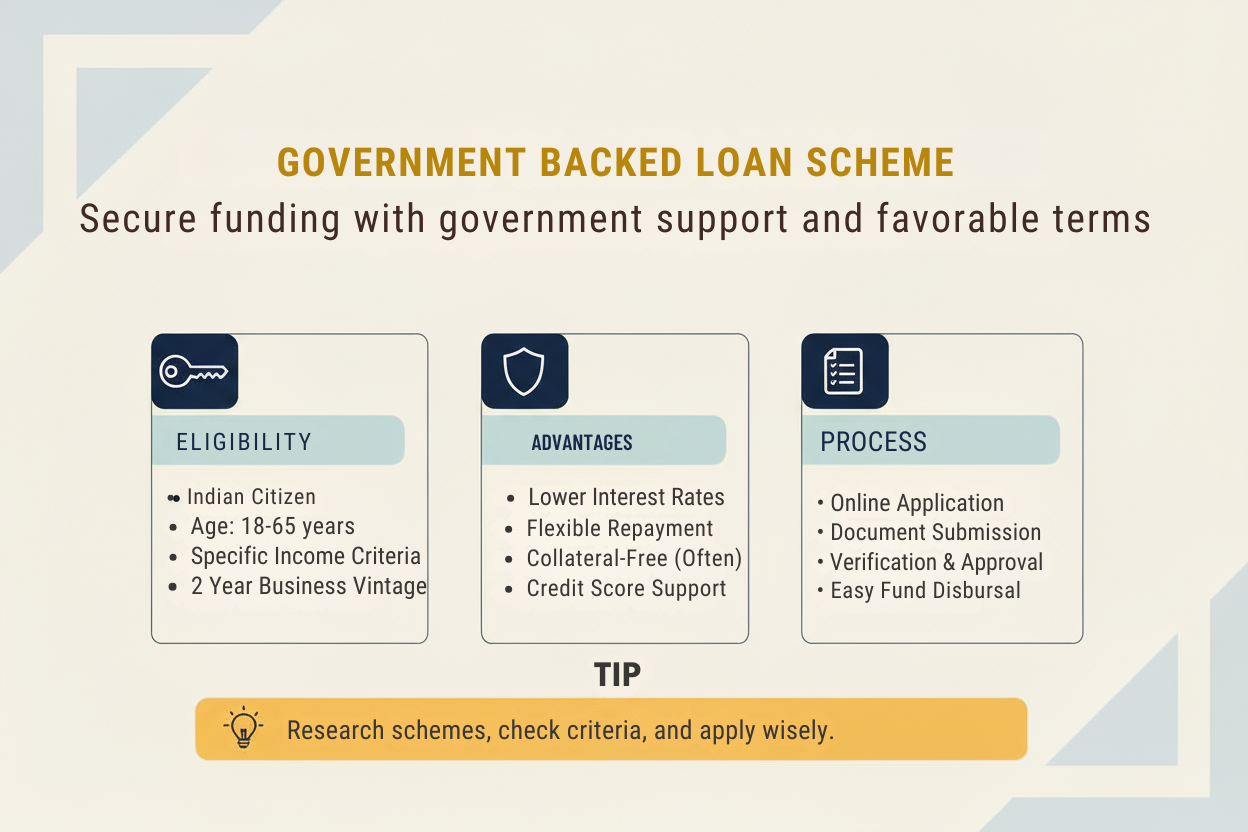 GOVERNMENT BACKED LOAN SCHEME
Secure funding with government support and favorable terms
ELIGIBILITY
• Indian Citizen
• Age: 18-65 years
• Specific Income Criteria
• 2 Year Business Vintage
ADVANTAGES
• Lower Interest Rates
• Flexible Repayment
• Collateral-Free (Often)
• Credit Score Support
PROCESS
• Online Application
• Document Submission
• Verification & Approval
• Easy Fund Disbursal
TIP
Research schemes, check criteria, and apply wisely.